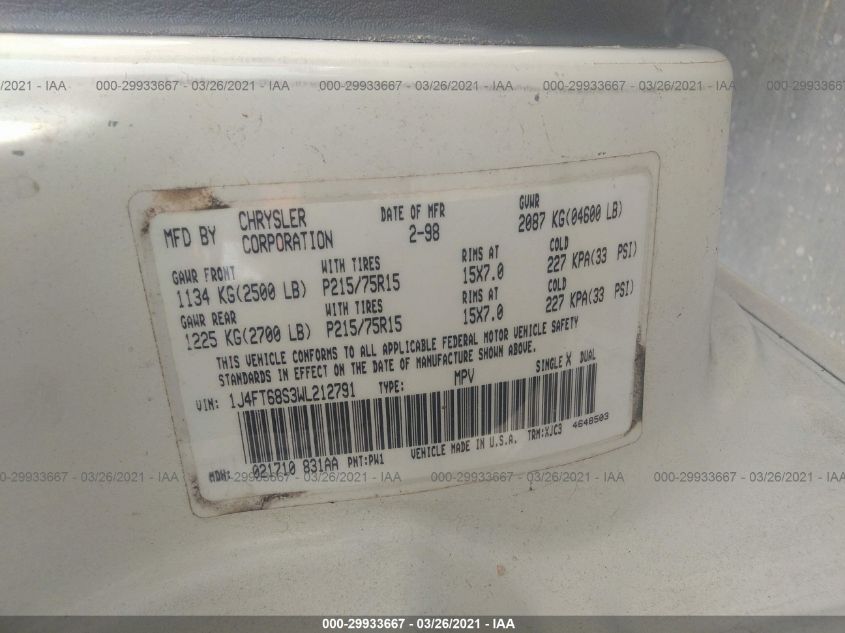 /2021 - IAA 000-29933667 - 03/26/2021 - IAA 000-29933667 - 03/26/2021 - IAA 000-29933667 - 03/26/2021 - IAA 000-29933667 - 03/26/2021
MFD BY CHRYSLER CORPORATION DATE OF MFR 2-98 GVWR 2087 KG(04600 LB)
GAWR FRONT WITH TIRES RIMS AT COLD
1134 KG(2500 LB) P215/75R15 15X7.0 227 KPA(33 PSI)
GAWR REAR WITH TIRES RIMS AT COLD
1225 KG(2700 LB) P215/75R15 15X7.0 227 KPA(33 PSI)
THIS VEHICLE CONFORMS TO ALL APPLICABLE FEDERAL MOTOR VEHICLE SAFETY
STANDARDS IN EFFECT ON THE DATE OF MANUFACTURE SHOWN ABOVE.
VIN: 1J4FT68S3WL212791 TYPE: MPV SINGLE X DUAL
MDH: 021710 831AA PNT:PW1 VEHICLE MADE IN U.S.A. TRM:XJC3 4648503
/2021 - IAA 000-29933667 - 03/26/2021 - IAA 000-29933667 - 03/26/2021 - IAA 000-29933667 - 03/26/2021 - IAA 000-29933667 - 03/26/2021
000-29933667 - 03/26/2021 - IAA